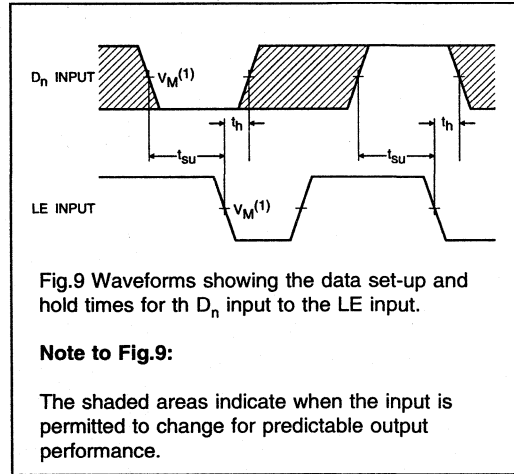 Dn INPUT
VM(1)
th
th
tsu
tsu
LE INPUT
VM(1)
Fig.9 Waveforms showing the data set-up and
hold times for th Dn input to the LE input.
Note to Fig.9:
The shaded areas indicate when the input is
permitted to change for predictable output
performance.